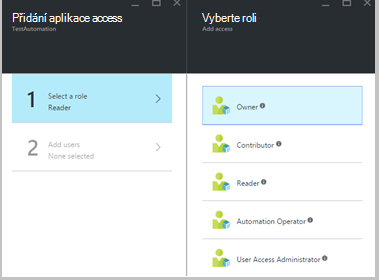 Přidání aplikace access
TestAutomation
1
Select a role
Reader
2
Add users
None selected
Vyberte roli
Add access
Owner
Contributor
Reader
Automation Operator
User Access Administrator